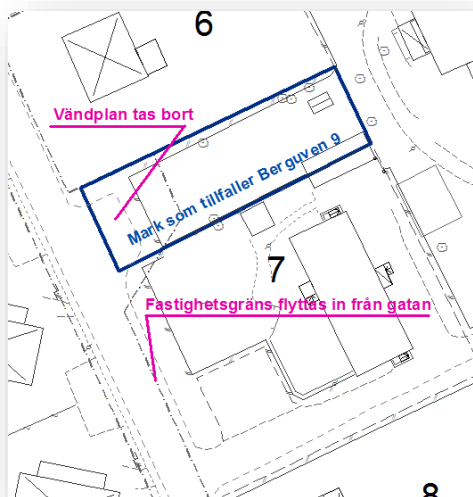 6
Vändplan tas bort
Mark som tillfaller Berguven 9
7
Fastighetsgräns flyttas in från gatan
8